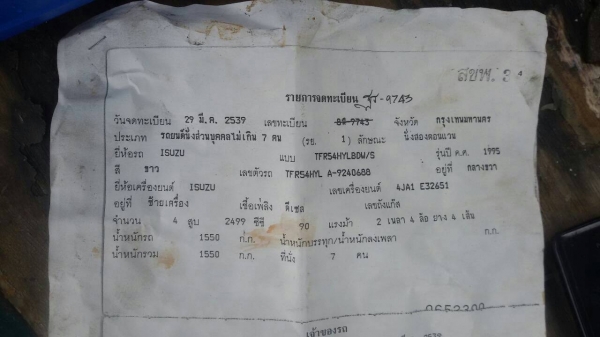 สขพ.
รายการจดทะเบียน -9743
วันจดทะเบียน 29 มี.ค. 2539 เลขทะเบียน 8ธ-9743 จังหวัด กรุงเทพมหานคร
ประเภท รถยนต์นั่งส่วนบุคคลไม่เกิน 7 คน (รย. 1) ลักษณะ นั่งสองตอนแวน
ยี่ห้อรถ ISUZU แบบ TFR54HYLBDW/S รุ่นปี ค.ศ. 1995
สี ขาว เลขตัวรถ TFR54HYL A-9240688 อยู่ที่ กลางขวา
ยี่ห้อเครื่องยนต์ ISUZU เลขเครื่องยนต์ 4JA1 E32651
อยู่ที่ ซ้ายเครื่อง เชื้อเพลิง ดีเซล เลขถังแก๊ส
จำนวน 4 สูบ 2499 ซีซี 90 แรงม้า 2 เพลา 4 ล้อ ยาง 4 เส้น
น้ำหนักรถ 1550 ก.ก. น้ำหนักบรรทุก/น้ำหนักลงเพลา ก.ก.
น้ำหนักรวม 1550 ก.ก. ที่นั่ง 7 คน
เจ้าของรถ